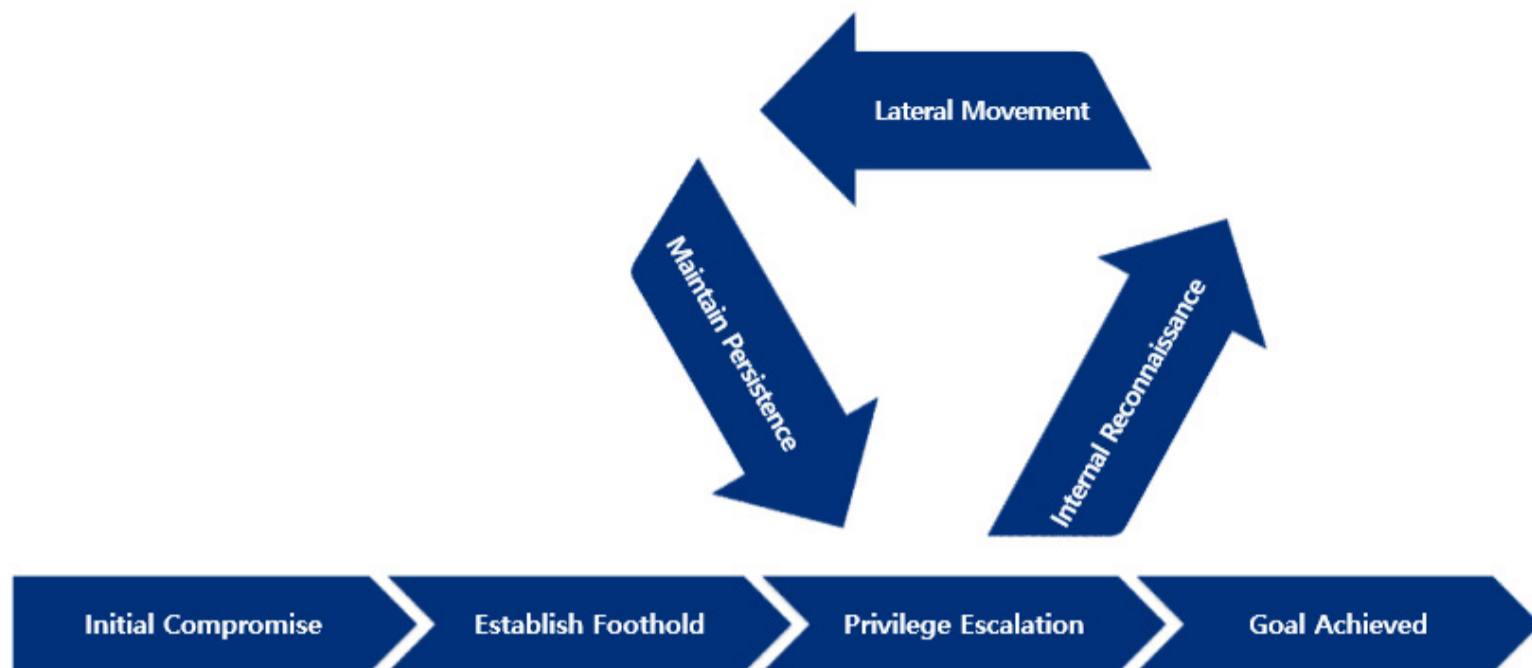 Lateral Movement
Maintain Persistence
Internal Reconnaissance
Initial Compromise
Establish Foothold
Privilege Escalation
Goal Achieved